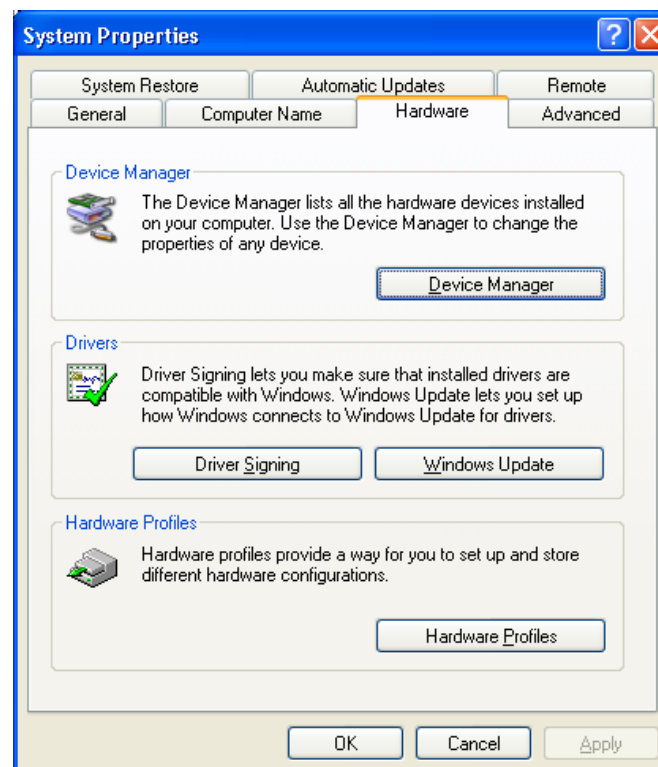 System Properties
System Restore Automatic Updates Remote
General Computer Name Hardware Advanced
Device Manager
The Device Manager lists all the hardware devices installed
on your computer. Use the Device Manager to change the
properties of any device.
Device Manager
Drivers
Driver Signing lets you make sure that installed drivers are
compatible with Windows. Windows Update lets you set up
how Windows connects to Windows Update for drivers.
Driver Signing Windows Update
Hardware Profiles
Hardware profiles provide a way for you to set up and store
different hardware configurations.
Hardware Profiles
OK Cancel Apply